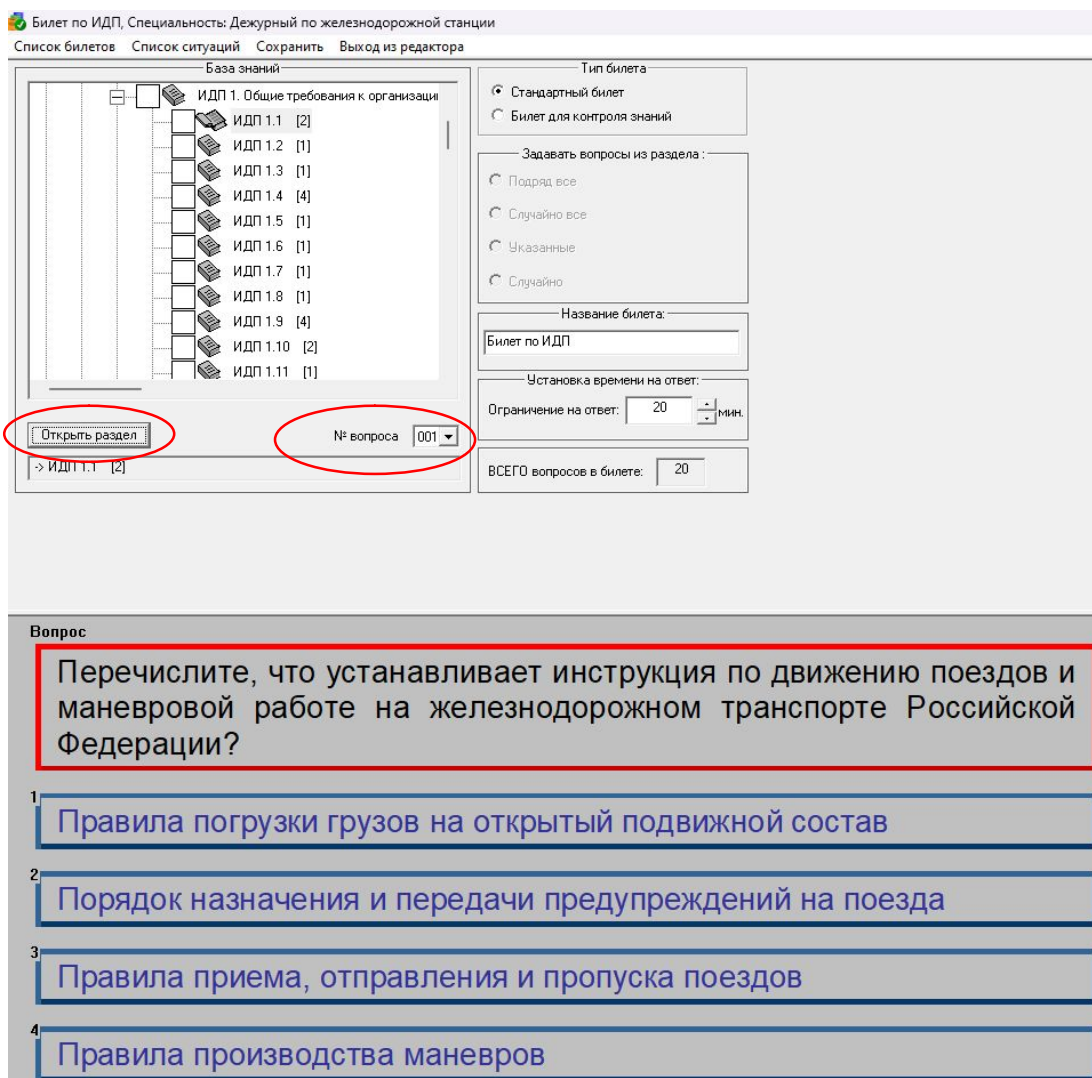 Билет по ИДП, Специальность: Дежурный по железнодорожной станции
Список билетов Список ситуаций Сохранить Выход из редактора
База знаний
ИДП 1. Общие требования к организаци
ИДП 1.1 [2]
ИДП 1.2 [1]
ИДП 1.3 [1]
ИДП 1.4 [4]
ИДП 1.5 [1]
ИДП 1.6 [1]
ИДП 1.7 [1]
ИДП 1.8 [1]
ИДП 1.9 [4]
ИДП 1.10 [2]
ИДП 1.11 [1]
Открыть раздел
№ вопроса 001
-> ИДП 1.1 [2]
Тип билета
Стандартный билет
Билет для контроля знаний
Задавать вопросы из раздела :
Подряд все
Случайно все
Указанные
Случайно
Название билета:
Билет по ИДП
Установка времени на ответ:
Ограничение на ответ: 20 мин.
ВСЕГО вопросов в билете: 20
Вопрос
Перечислите, что устанавливает инструкция по движению поездов и
маневровой работе на железнодорожном транспорте Российской
Федерации?
1
Правила погрузки грузов на открытый подвижной состав
2
Порядок назначения и передачи предупреждений на поезда
3
Правила приема, отправления и пропуска поездов
4
Правила производства маневров